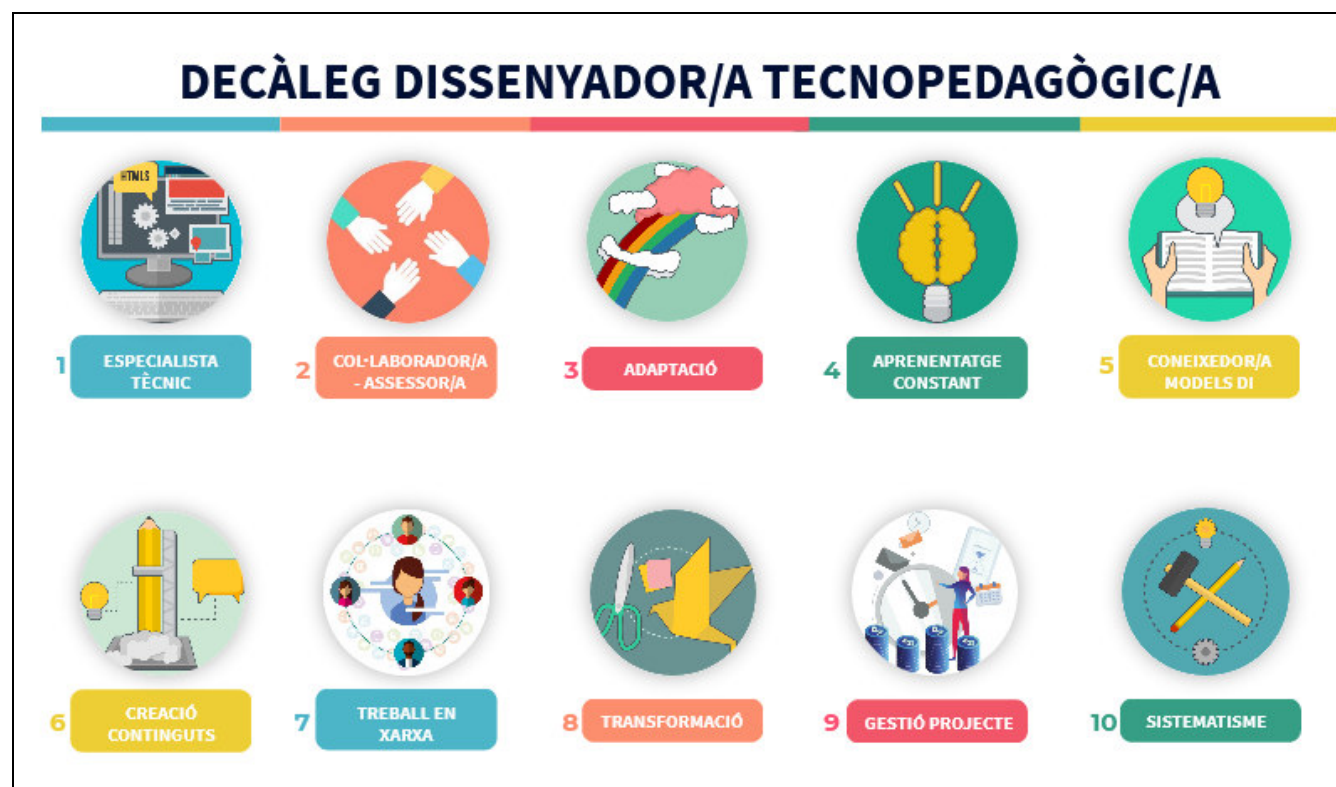 DECÀLEG DISSENYADOR/A TECNOPEDAGÒGIC/A
HTML5
1 ESPECIALISTA
TÈCNIC
2 COL·LABORADOR/A
- ASSESSOR/A
3 ADAPTACIÓ
4 APRENENTATGE
CONSTANT
5 CONEIXEDOR/A
MODELS DI
6 CREACIÓ
CONTINGUTS
7 TREBALL EN
XARXA
8 TRANSFORMACIÓ
9 GESTIÓ PROJECTE
10 SISTEMATISME